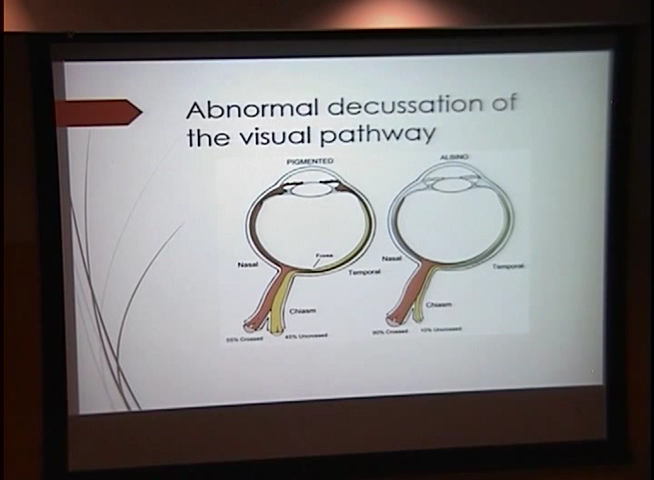 Abnormal decussation of
the visual pathway
PIGMENTED
ALBINO
Fovea
Nasal
Temporal
Nasal
Temporal
Chiasm
Chiasm
55% Crossed
45% Uncrossed
90% Crossed
10% Uncrossed